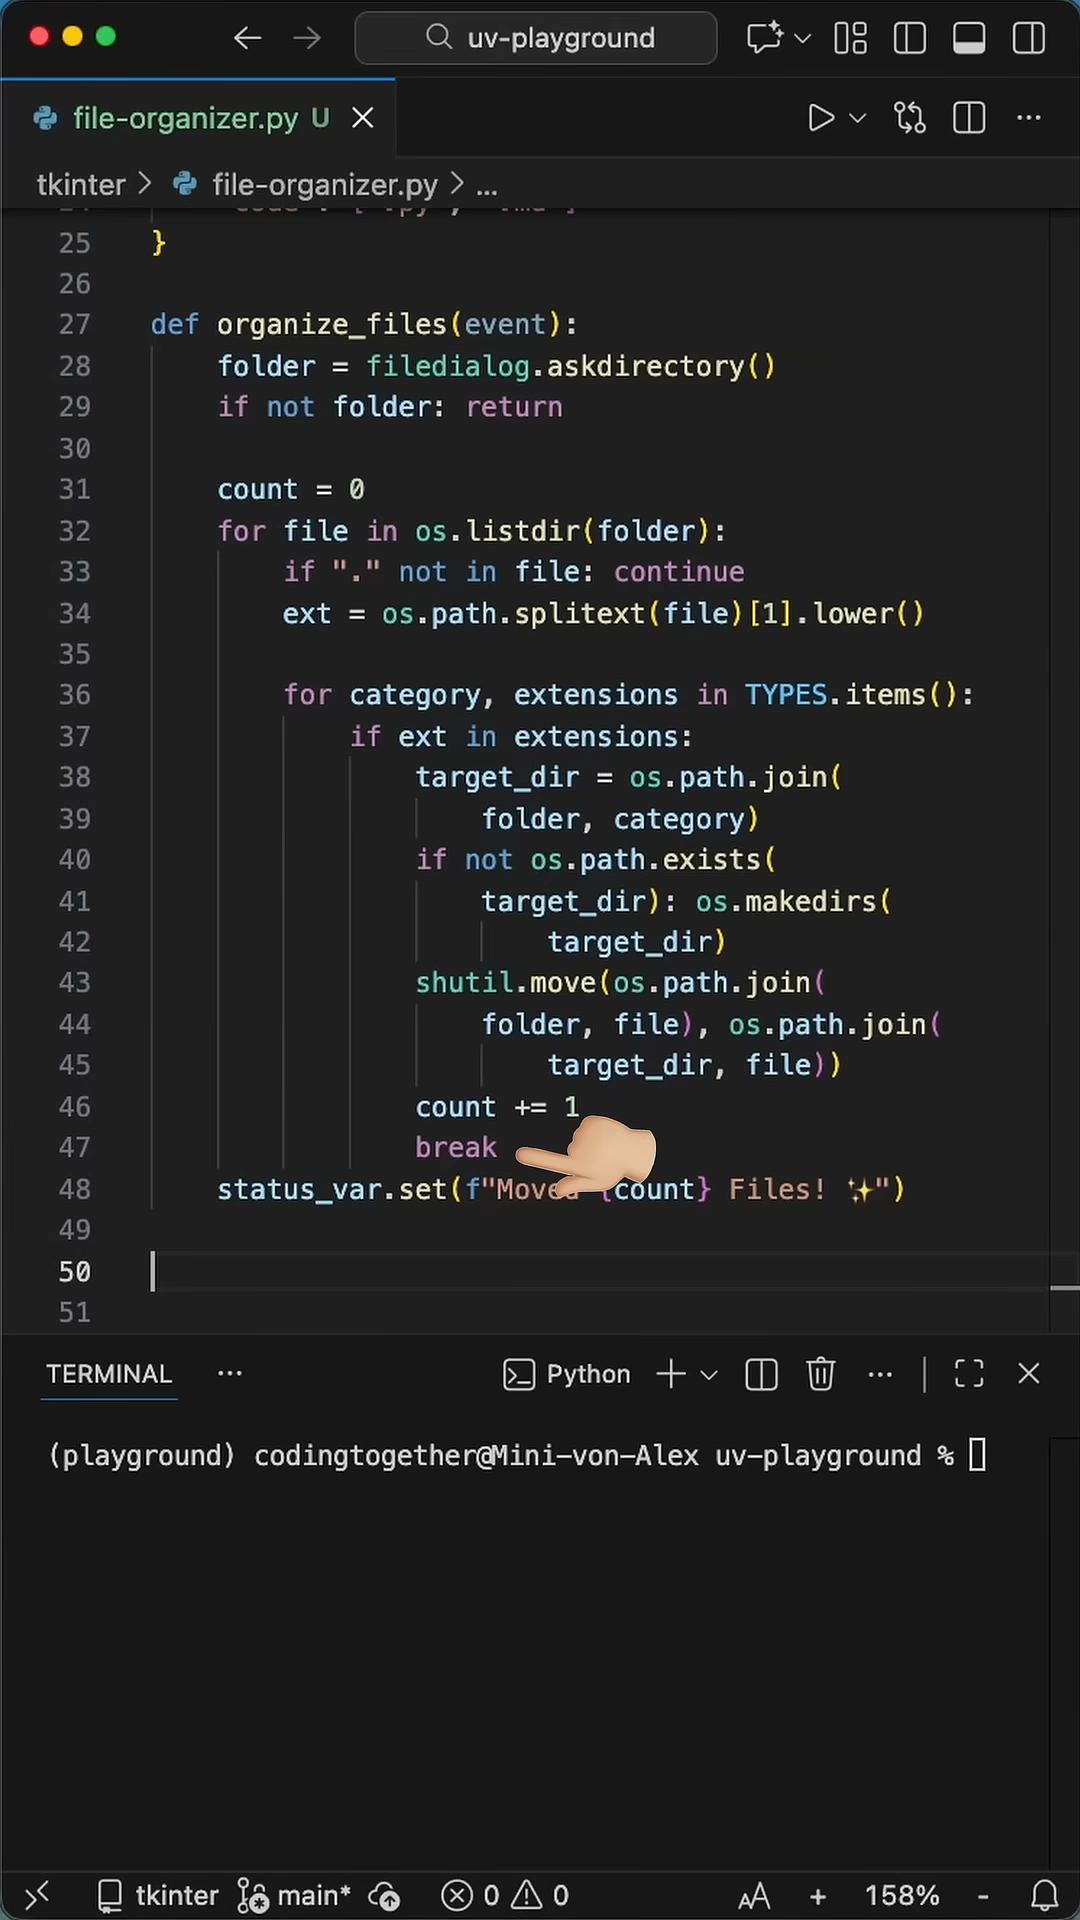 uv-playground
file-organizer.py U
tkinter > file-organizer.py > ...
25 }
26
27 def organize_files(event):
28 folder = filedialog.askdirectory()
29 if not folder: return
30
31 count = 0
32 for file in os.listdir(folder):
33 if "." not in file: continue
34 ext = os.path.splitext(file)[1].lower()
35
36 for category, extensions in TYPES.items():
37 if ext in extensions:
38 target_dir = os.path.join(
39 folder, category)
40 if not os.path.exists(
41 target_dir): os.makedirs(
42 target_dir)
43 shutil.move(os.path.join(
44 folder, file), os.path.join(
45 target_dir, file))
46 count += 1
47 break
48 status_var.set(f"Moved {count} Files! ✨")
49
50
51
TERMINAL ... Python
(playground) codingtogether@Mini-von-Alex uv-playground %
tkinter main* 0 0 AA + 158% -